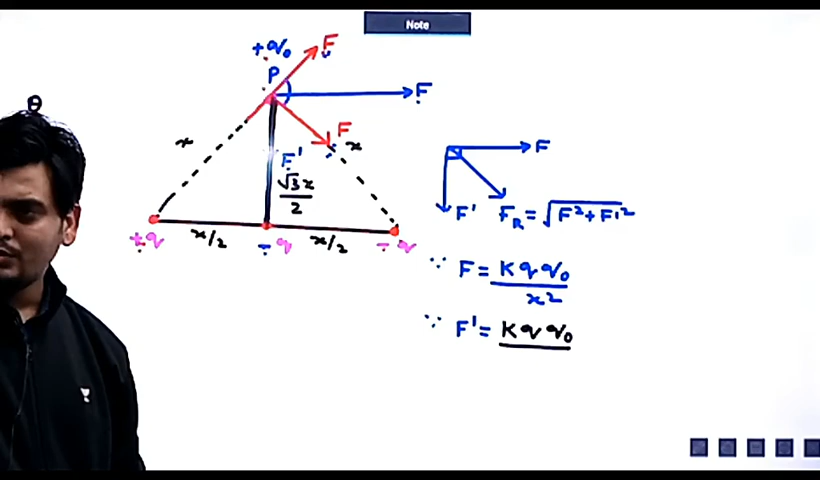 Note
+q₀
F
P
F
θ
F
x
x
F
F'
√3x/2
F'
F_R = √F² + F'²
+q
x/2
-q
x/2
-q
∵ F = Kqq₀/x²
∵ F' = Kqq₀